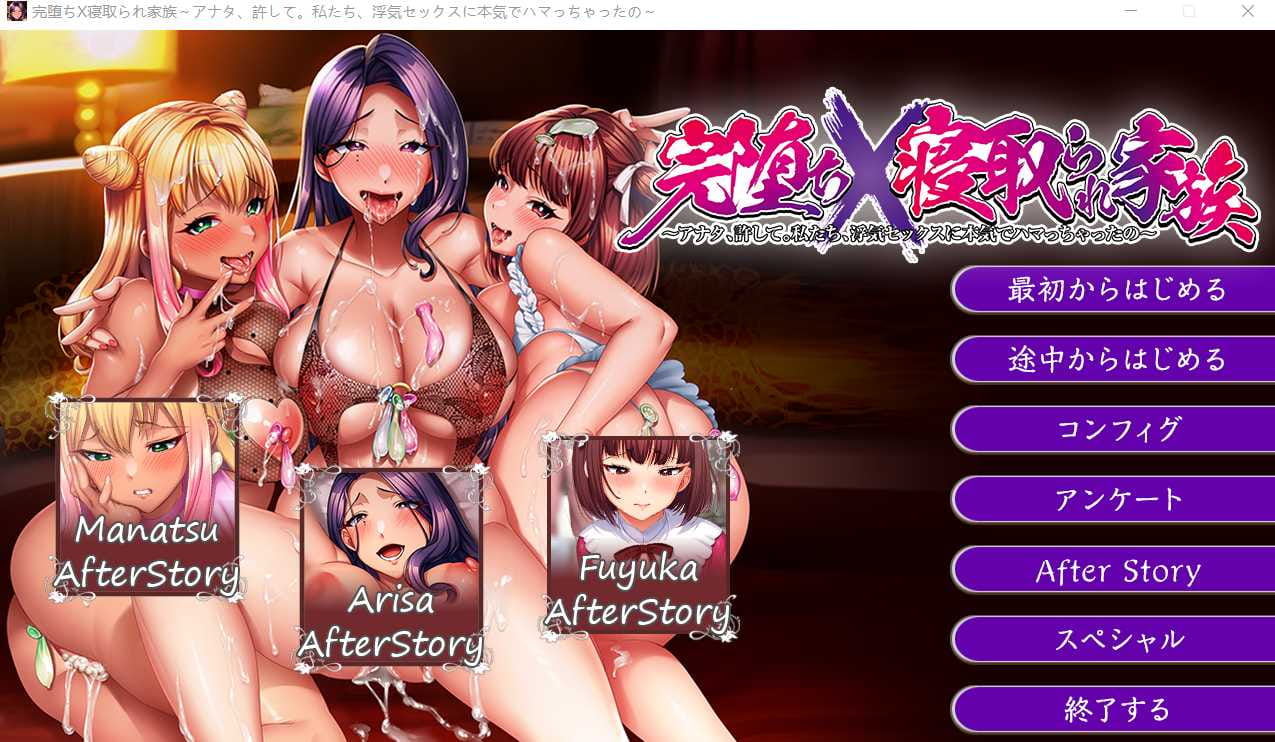 完堕ちX寝取られ家族～アナタ、許して。私たち、浮気セックスに本気でハマっちゃったの～
完堕ちX寝取られ家族
～アナタ、許して。私たち、浮気セックスに本気でハマっちゃったの～
最初からはじめる
途中からはじめる
コンフィグ
アンケート
After Story
スペシャル
終了する
Manatsu
AfterStory
Arisa
AfterStory
Fuyuka
AfterStory